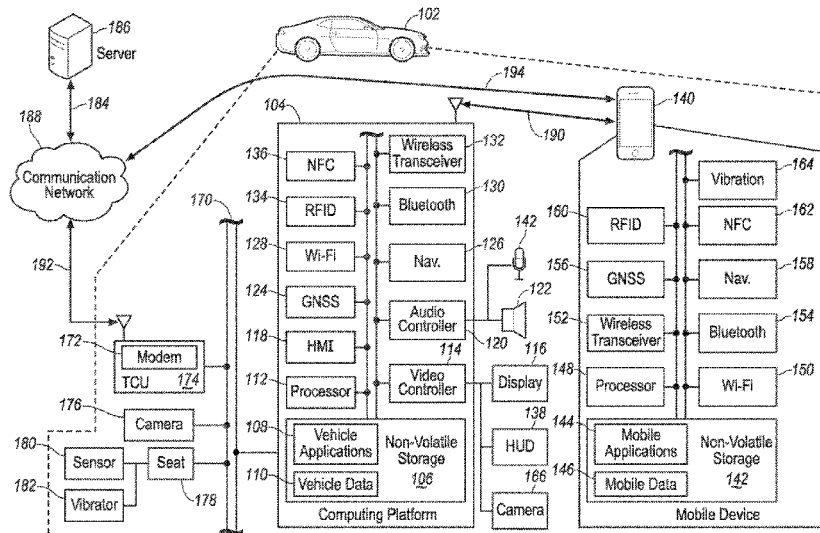 186
Server
184
188
Communication
Network
192
102
194
104
190
140
136
NFC
132
Wireless
Transceiver
134
RFID
130
Bluetooth
170
128
Wi-Fi
126
Nav.
142
124
GNSS
122
Audio
Controller
120
118
HMI
114
Video
Controller
116
Display
112
Processor
138
HUD
108
Vehicle
Applications
Non-Volatile
Storage
106
110
Vehicle Data
166
Camera
Computing Platform
172
Modem
TCU
174
176
Camera
180
Sensor
Seat
178
182
Vibrator
164
Vibration
160
RFID
162
NFC
156
GNSS
158
Nav.
152
Wireless
Transceiver
154
Bluetooth
148
Processor
150
Wi-Fi
144
Mobile
Applications
Non-Volatile
Storage
142
146
Mobile Data
Mobile Device